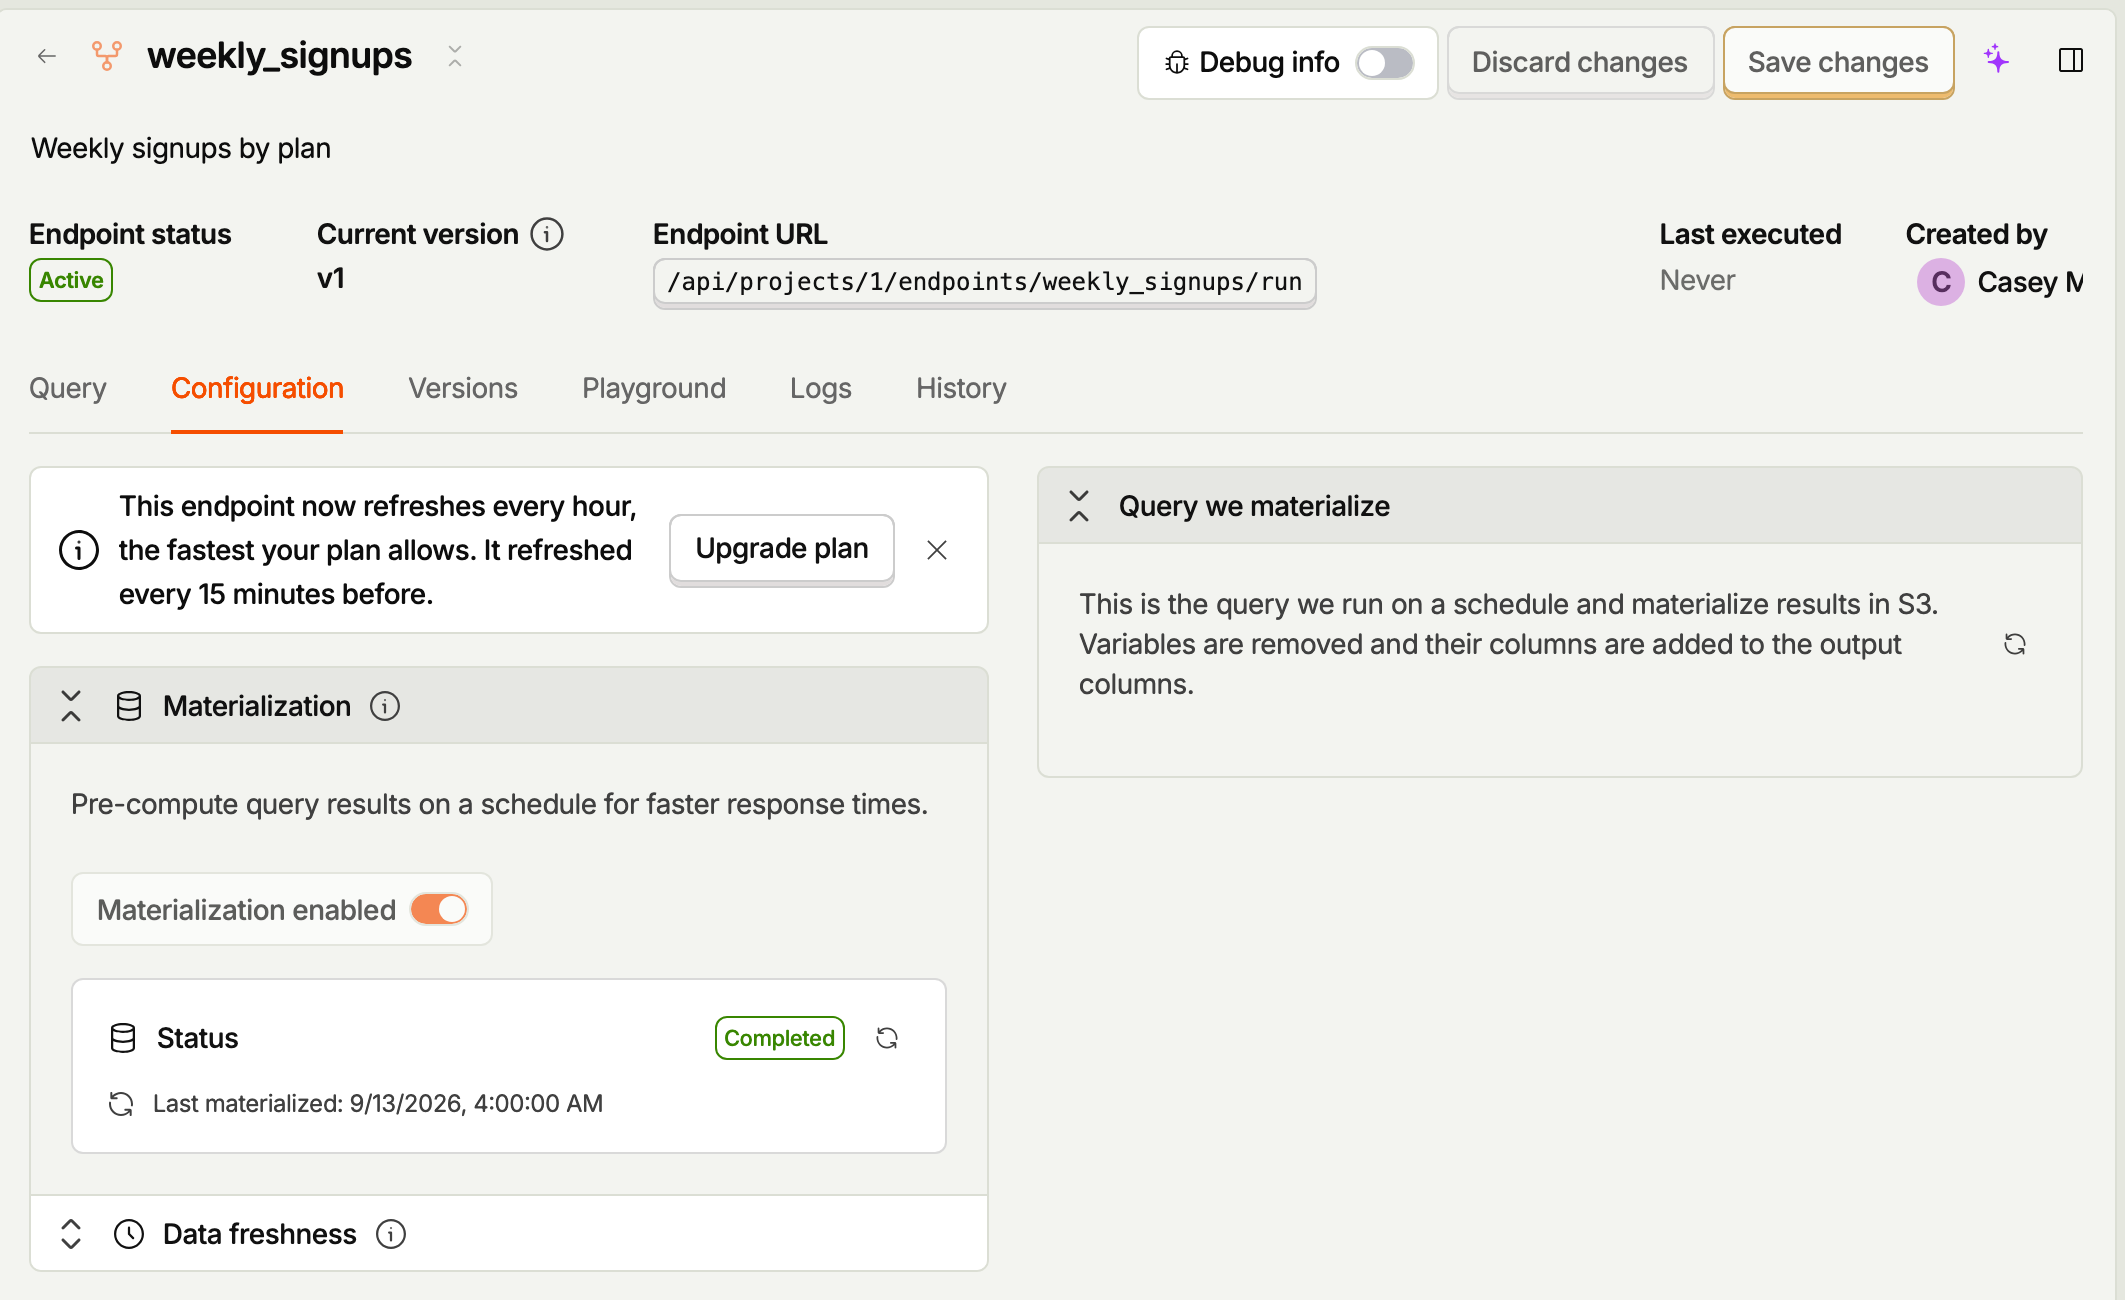 weekly_signups
Debug info
Discard changes
Save changes
Weekly signups by plan
Endpoint status
Current version
Endpoint URL
Last executed
Created by
Active
v1
/api/projects/1/endpoints/weekly_signups/run
Never
C
Casey M
Query
Configuration
Versions
Playground
Logs
History
This endpoint now refreshes every hour,
the fastest your plan allows. It refreshed
every 15 minutes before.
Upgrade plan
Materialization
Pre-compute query results on a schedule for faster response times.
Materialization enabled
Status
Completed
Last materialized: 9/13/2026, 4:00:00 AM
Data freshness
Query we materialize
This is the query we run on a schedule and materialize results in S3.
Variables are removed and their columns are added to the output
columns.